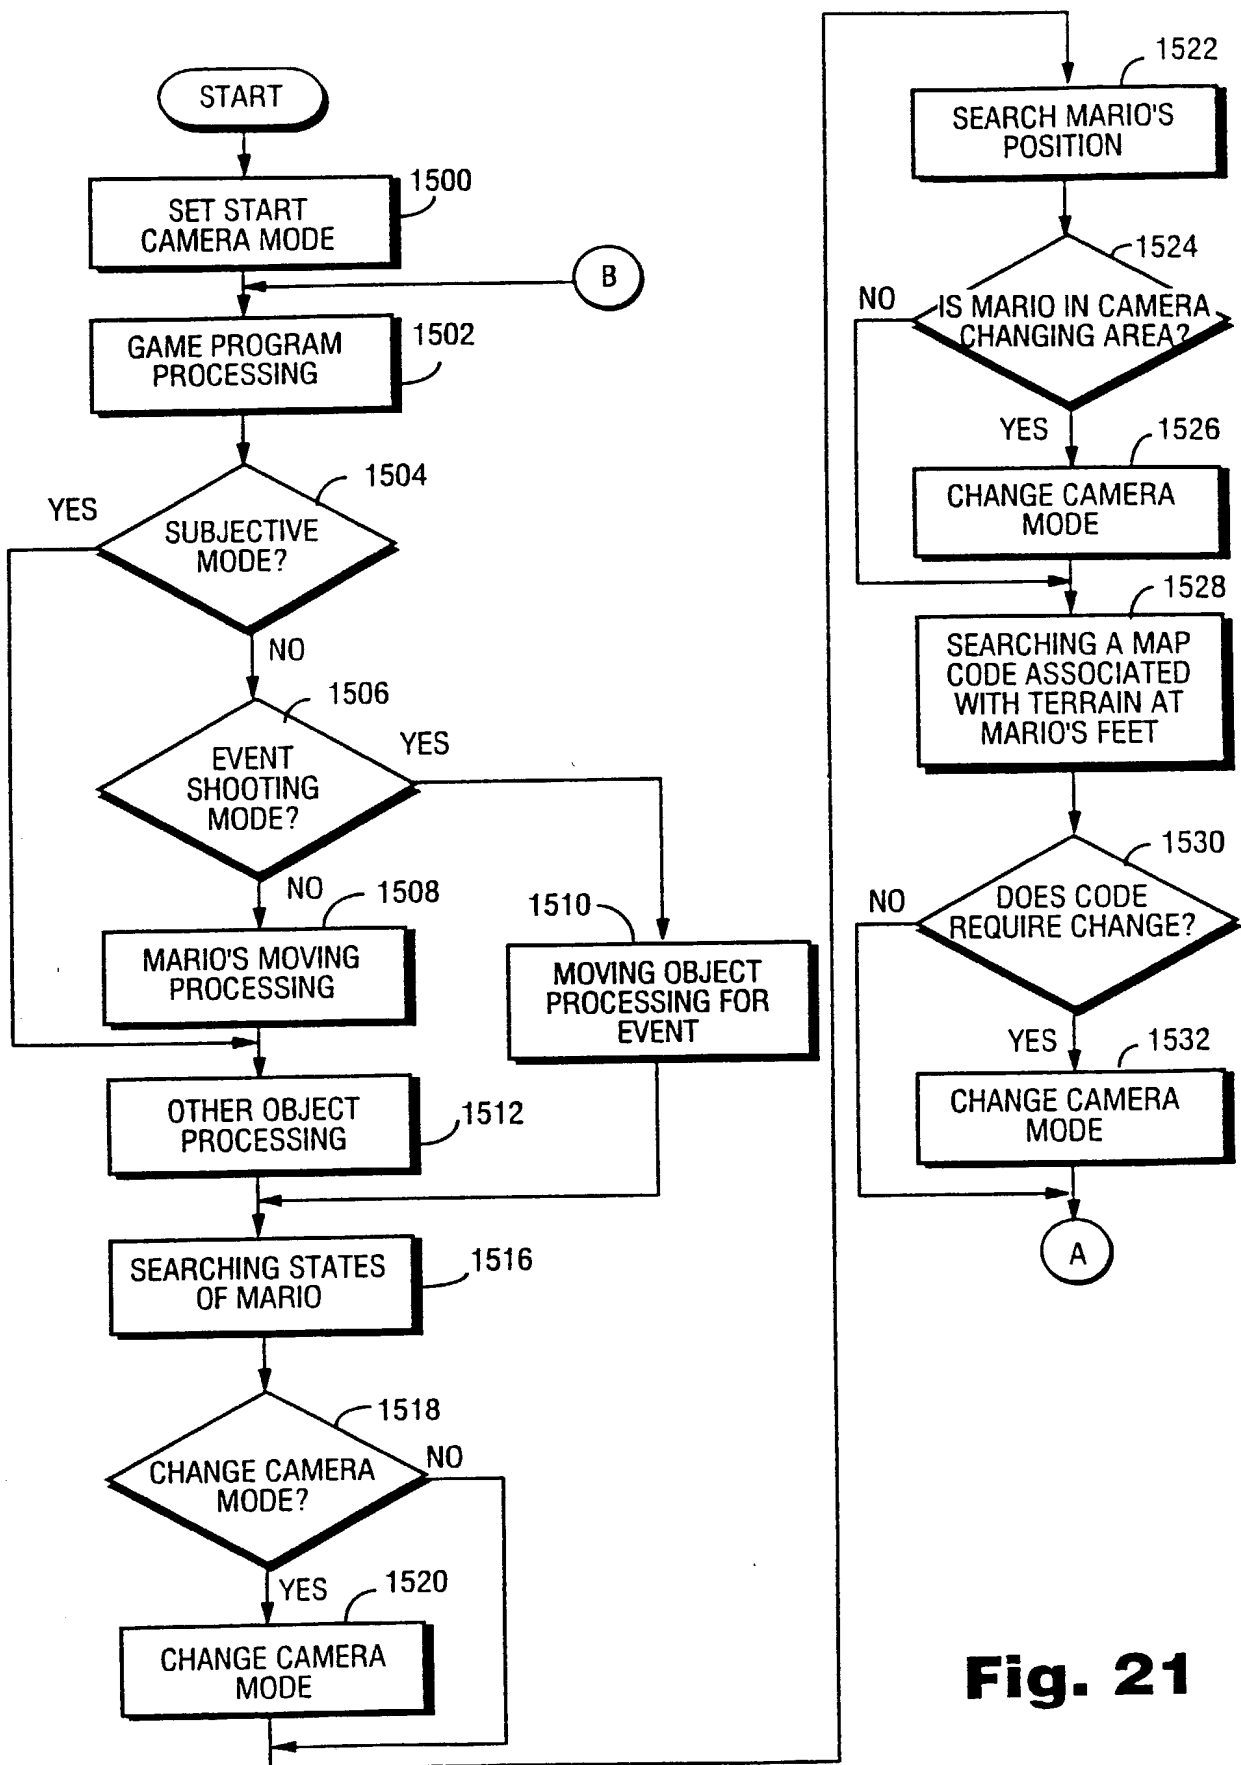 START
1500
SET START
CAMERA MODE
B
GAME PROGRAM
PROCESSING
1502
1504
YES
SUBJECTIVE
MODE?
NO
1506
YES
EVENT
SHOOTING
MODE?
NO
1508
MARIO'S MOVING
PROCESSING
1510
MOVING OBJECT
PROCESSING FOR
EVENT
OTHER OBJECT
PROCESSING
1512
SEARCHING STATES
OF MARIO
1516
1518
NO
CHANGE CAMERA
MODE?
YES
1520
CHANGE CAMERA
MODE
1522
SEARCH MARIO'S
POSITION
1524
NO
IS MARIO IN CAMERA
CHANGING AREA?
YES
1526
CHANGE CAMERA
MODE
1528
SEARCHING A MAP
CODE ASSOCIATED
WITH TERRAIN AT
MARIO'S FEET
1530
NO
DOES CODE
REQUIRE CHANGE?
YES
1532
CHANGE CAMERA
MODE
A
Fig. 21